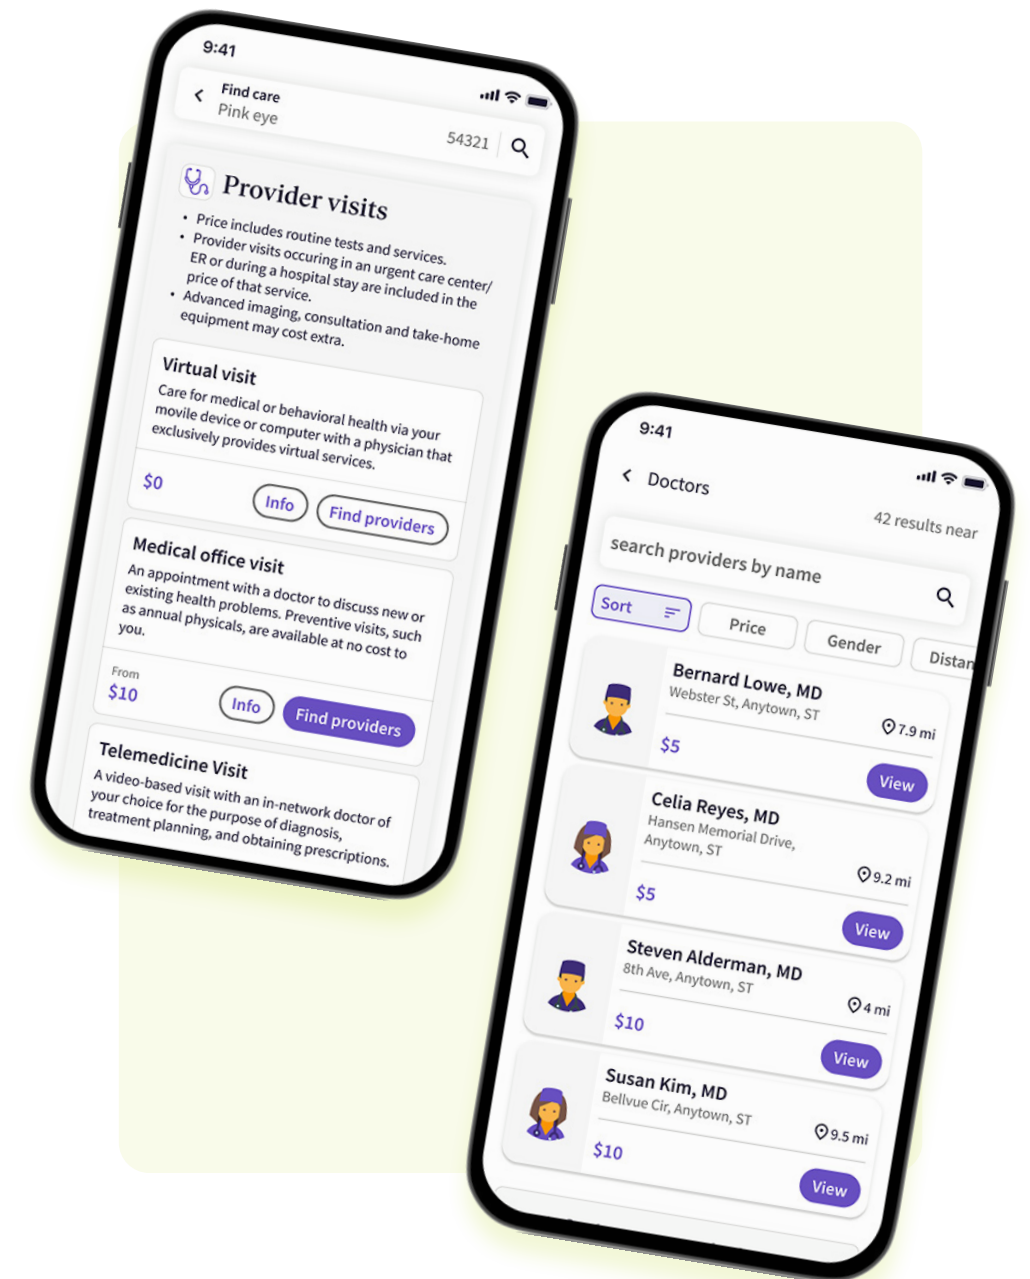 9:41
Find care
Pink eye
54321
Provider visits
• Price includes routine tests and services.
• Provider visits occuring in an urgent care center/
ER or during a hospital stay are included in the
price of that service.
• Advanced imaging, consultation and take-home
equipment may cost extra.
Virtual visit
Care for medical or behavioral health via your
movile device or computer with a physician that
exclusively provides virtual services.
$0
Info
Find providers
Medical office visit
An appointment with a doctor to discuss new or
existing health problems. Preventive visits, such
as annual physicals, are available at no cost to
you.
From
$10
Info
Find providers
Telemedicine Visit
A video-based visit with an in-network doctor of
your choice for the purpose of diagnosis,
treatment planning, and obtaining prescriptions.
9:41
Doctors
42 results near
search providers by name
Sort
Price
Gender
Distan
Bernard Lowe, MD
Webster St, Anytown, ST
7.9 mi
$5
View
Celia Reyes, MD
Hansen Memorial Drive,
Anytown, ST
9.2 mi
$5
View
Steven Alderman, MD
8th Ave, Anytown, ST
4 mi
$10
View
Susan Kim, MD
Bellvue Cir, Anytown, ST
9.5 mi
$10
View